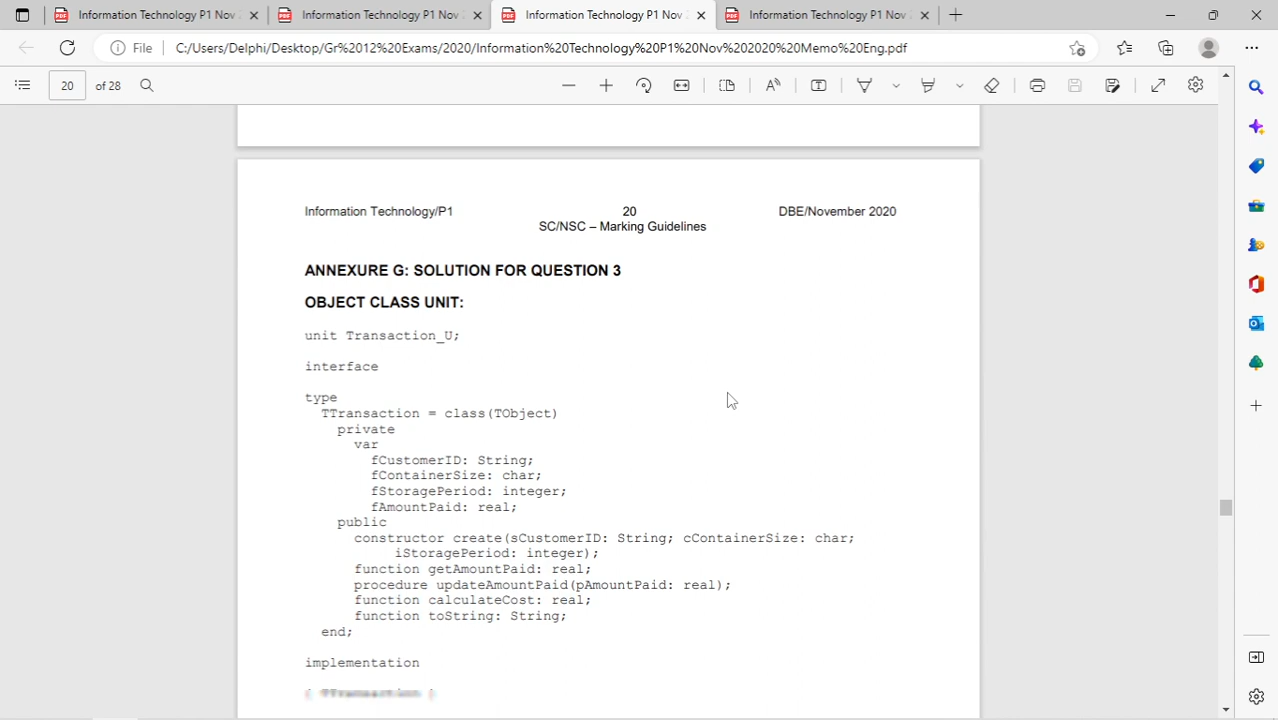 Information Technology P1 Nov
Information Technology P1 Nov
Information Technology P1 Nov
Information Technology P1 Nov
File
C:/Users/Delphi/Desktop/Gr%2012%20Exams/2020/Information%20Technology%20P1%20Nov%202020%20Memo%20Eng.pdf
20 of 28
Information Technology/P1 20 DBE/November 2020
SC/NSC – Marking Guidelines
ANNEXURE G: SOLUTION FOR QUESTION 3
OBJECT CLASS UNIT:
unit Transaction_U;
interface
type
TTransaction = class(TObject)
private
var
fCustomerID: String;
fContainerSize: char;
fStoragePeriod: integer;
fAmountPaid: real;
public
constructor create(sCustomerID: String; cContainerSize: char;
iStoragePeriod: integer);
function getAmountPaid: real;
procedure updateAmountPaid(pAmountPaid: real);
function calculateCost: real;
function toString: String;
end;
implementation